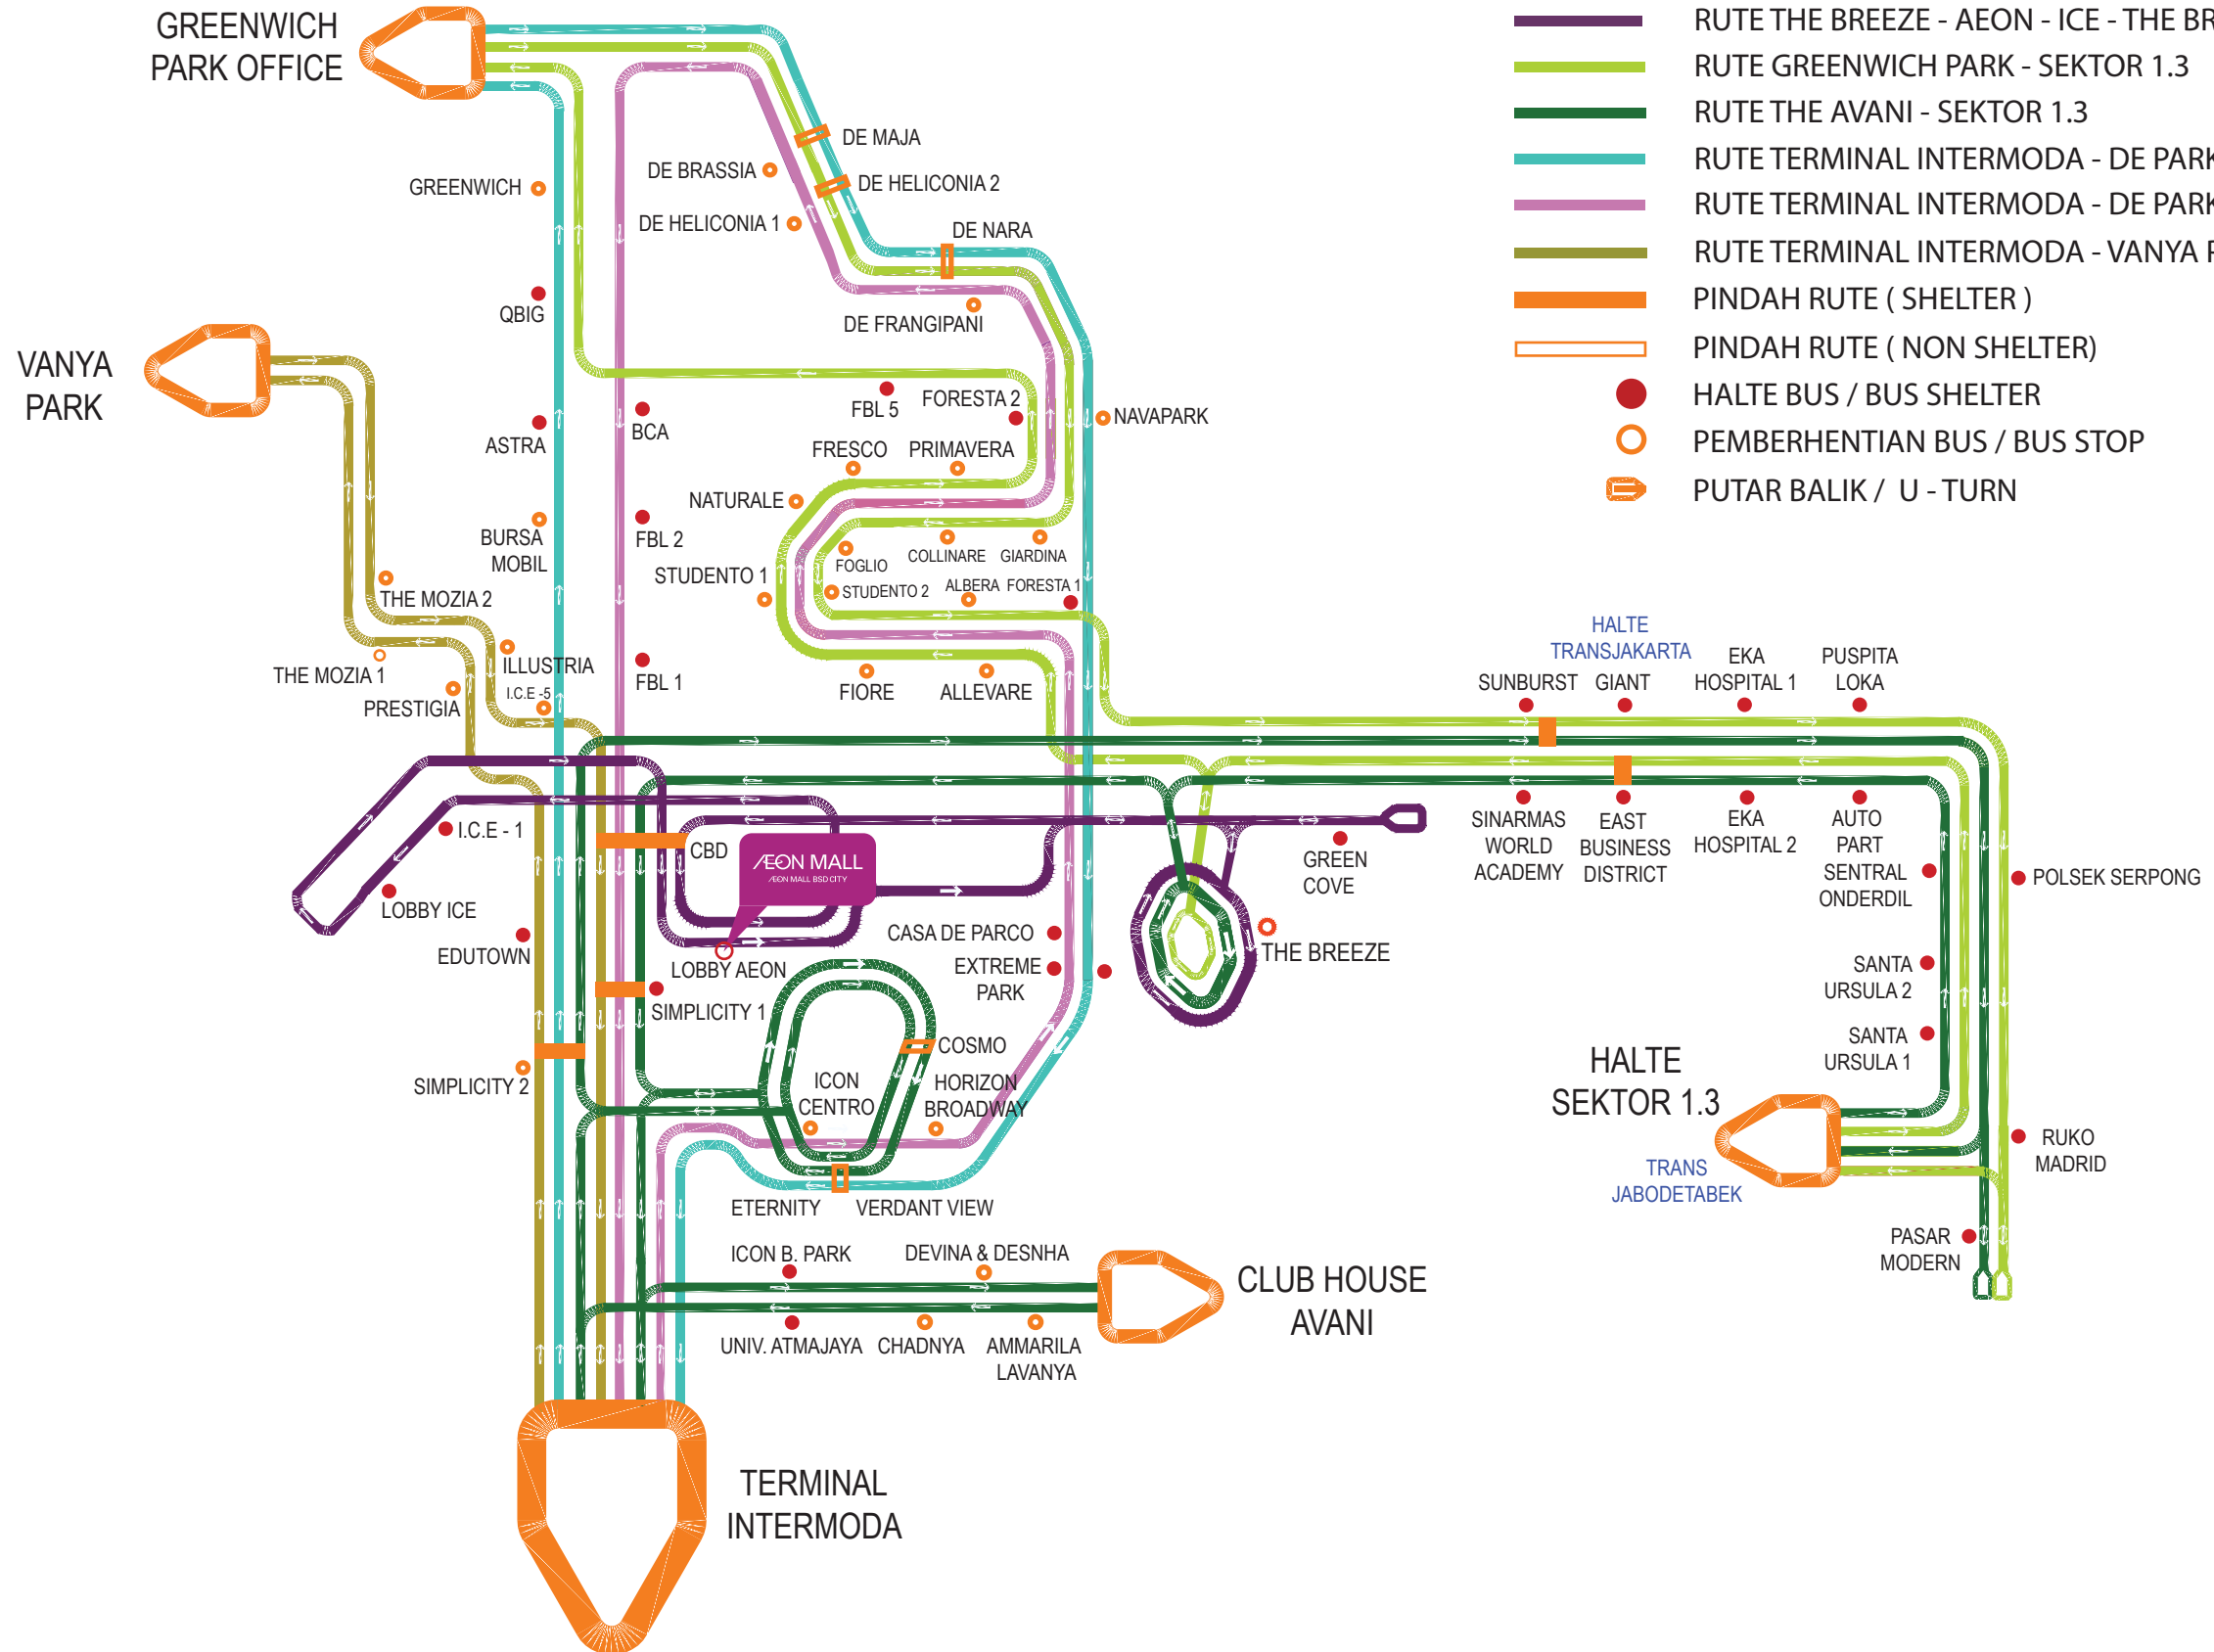 GREENWICH
PARK OFFICE
RUTE THE BREEZE - AEON - ICE - THE
RUTE GREENWICH PARK - SEKTOR 1.3
RUTE THE AVANI - SEKTOR 1.3
RUTE TERMINAL INTERMODA - DE PARK
RUTE TERMINAL INTERMODA - DE PARK
RUTE TERMINAL INTERMODA - VANYA
PINDAH RUTE ( SHELTER )
PINDAH RUTE ( NON SHELTER)
HALTE BUS / BUS SHELTER
PEMBERHENTIAN BUS / BUS STOP
PUTAR BALIK / U - TURN
DE MAJA
DE BRASSIA
DE HELICONIA 2
GREENWICH
DE HELICONIA 1
DE NARA
QBIG
DE FRANGIPANI
VANYA
PARK
FBL 5
FORESTA 2
NAVAPARK
ASTRA
BCA
FRESCO
PRIMAVERA
NATURALE
BURSA
MOBIL
FBL 2
FOGLIO
COLLINARE
GIARDINA
STUDENTO 1
STUDENTO 2
ALBERA
FORESTA 1
THE MOZIA 2
THE MOZIA 1
ILLUSTRIA
I.C.E -5
PRESTIGIA
FBL 1
FIORE
ALLEVARE
HALTE
TRANSJAKARTA
SUNBURST
GIANT
EKA
HOSPITAL 1
PUSPITA
LOKA
I.C.E - 1
LOBBY ICE
CBD
ÆON MALL
ÆON MALL BSD CITY
LOBBY AEON
GREEN
COVE
SINARMAS
WORLD
ACADEMY
EAST
BUSINESS
DISTRICT
EKA
HOSPITAL 2
AUTO
PART
SENTRAL
ONDERDIL
POLSEK SERPONG
EDUTOWN
CASA DE PARCO
EXTREME
PARK
THE BREEZE
SANTA
URSULA 2
SIMPLICITY 1
SANTA
URSULA 1
COSMO
SIMPLICITY 2
ICON
CENTRO
HORIZON
BROADWAY
HALTE
SEKTOR 1.3
TRANS
JABODETABEK
RUKO
MADRID
ETERNITY
VERDANT VIEW
PASAR
MODERN
ICON B. PARK
DEVINA & DESNHA
CLUB HOUSE
AVANI
UNIV. ATMAJAYA
CHADNYA
AMMARILA
LAVANYA
TERMINAL
INTERMODA